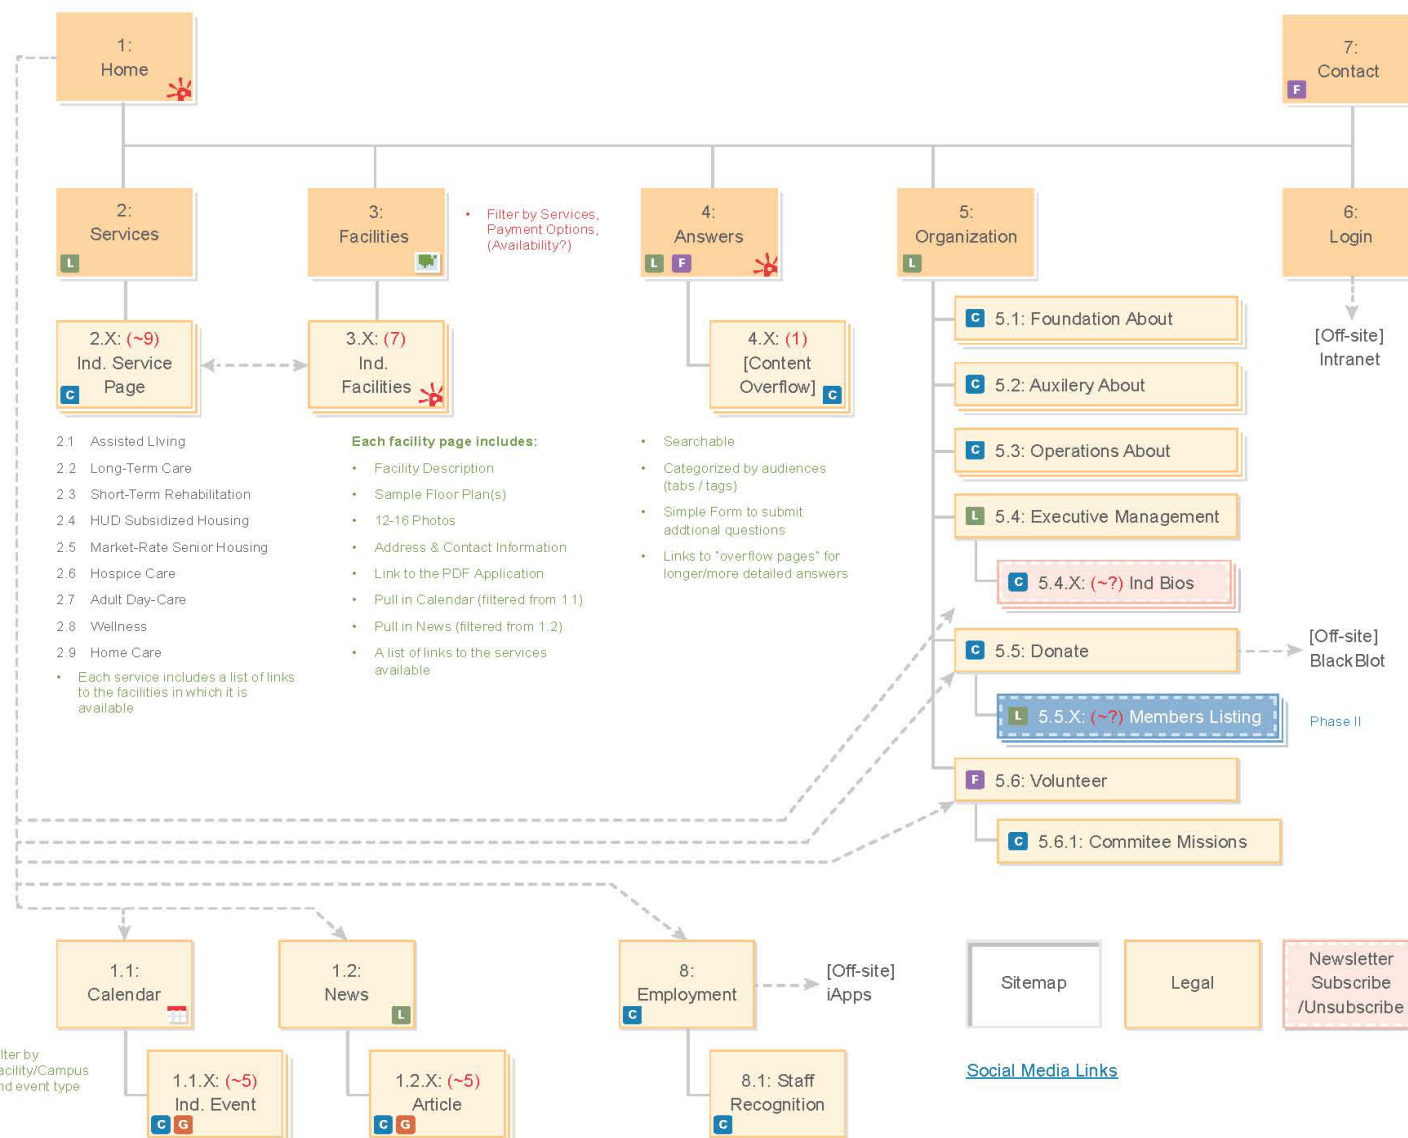 1:
Home
7:
Contact
F
2:
Services
L
3:
Facilities
• Filter by Services,
Payment Options,
(Availability?)
4:
Answers
L F
5:
Organization
L
6:
Login
2.X: (~9)
Ind. Service
Page
C
3.X: (7)
Ind.
Facilities
4.X: (1)
[Content
Overflow]
C
C 5.1: Foundation About
[Off-site]
Intranet
C 5.2: Auxilery About
C 5.3: Operations About
L 5.4: Executive Management
C 5.4.X: (~?) Ind Bios
C 5.5: Donate
[Off-site]
BlackBlot
L 5.5.X: (~?) Members Listing
Phase II
F 5.6: Volunteer
C 5.6.1: Commitee Missions
2.1 Assisted LIving
2.2 Long-Term Care
2.3 Short-Term Rehabilitation
2.4 HUD Subsidized Housing
2.5 Market-Rate Senior Housing
2.6 Hospice Care
2.7 Adult Day-Care
2.8 Wellness
2.9 Home Care
• Each service includes a list of links
to the facilities in which it is
available
Each facility page includes:
• Facility Description
• Sample Floor Plan(s)
• 12-16 Photos
• Address & Contact Information
• Link to the PDF Application
• Pull in Calendar (filtered from 1.1)
• Pull in News (filtered from 1.2)
• A list of links to the services
available
• Searchable
• Categorized by audiences
(tabs / tags)
• Simple Form to submit
addtional questions
• Links to "overflow pages" for
longer/more detailed answers
1.1:
Calendar
1.2:
News
L
8:
Employment
C
[Off-site]
iApps
Sitemap
Legal
Newsletter
Subscribe
/Unsubscribe
ilter by
acility/Campus
nd event type
1.1.X: (~5)
Ind. Event
C G
1.2.X: (~5)
Article
C G
8.1: Staff
Recognition
C
Social Media Links